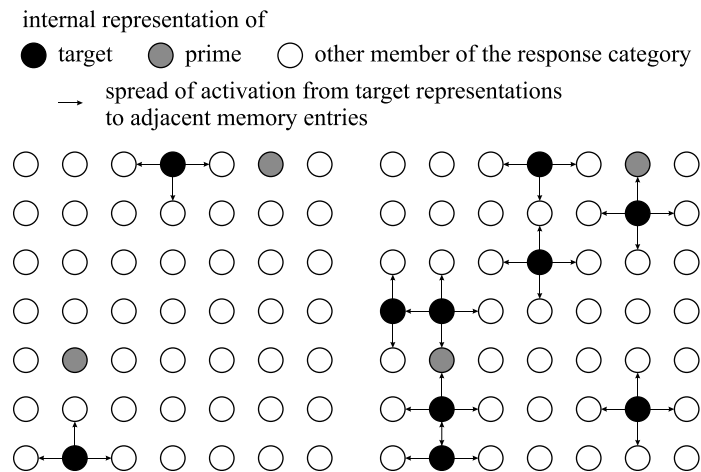 internal representation of
target prime other member of the response category
spread of activation from target representations
to adjacent memory entries